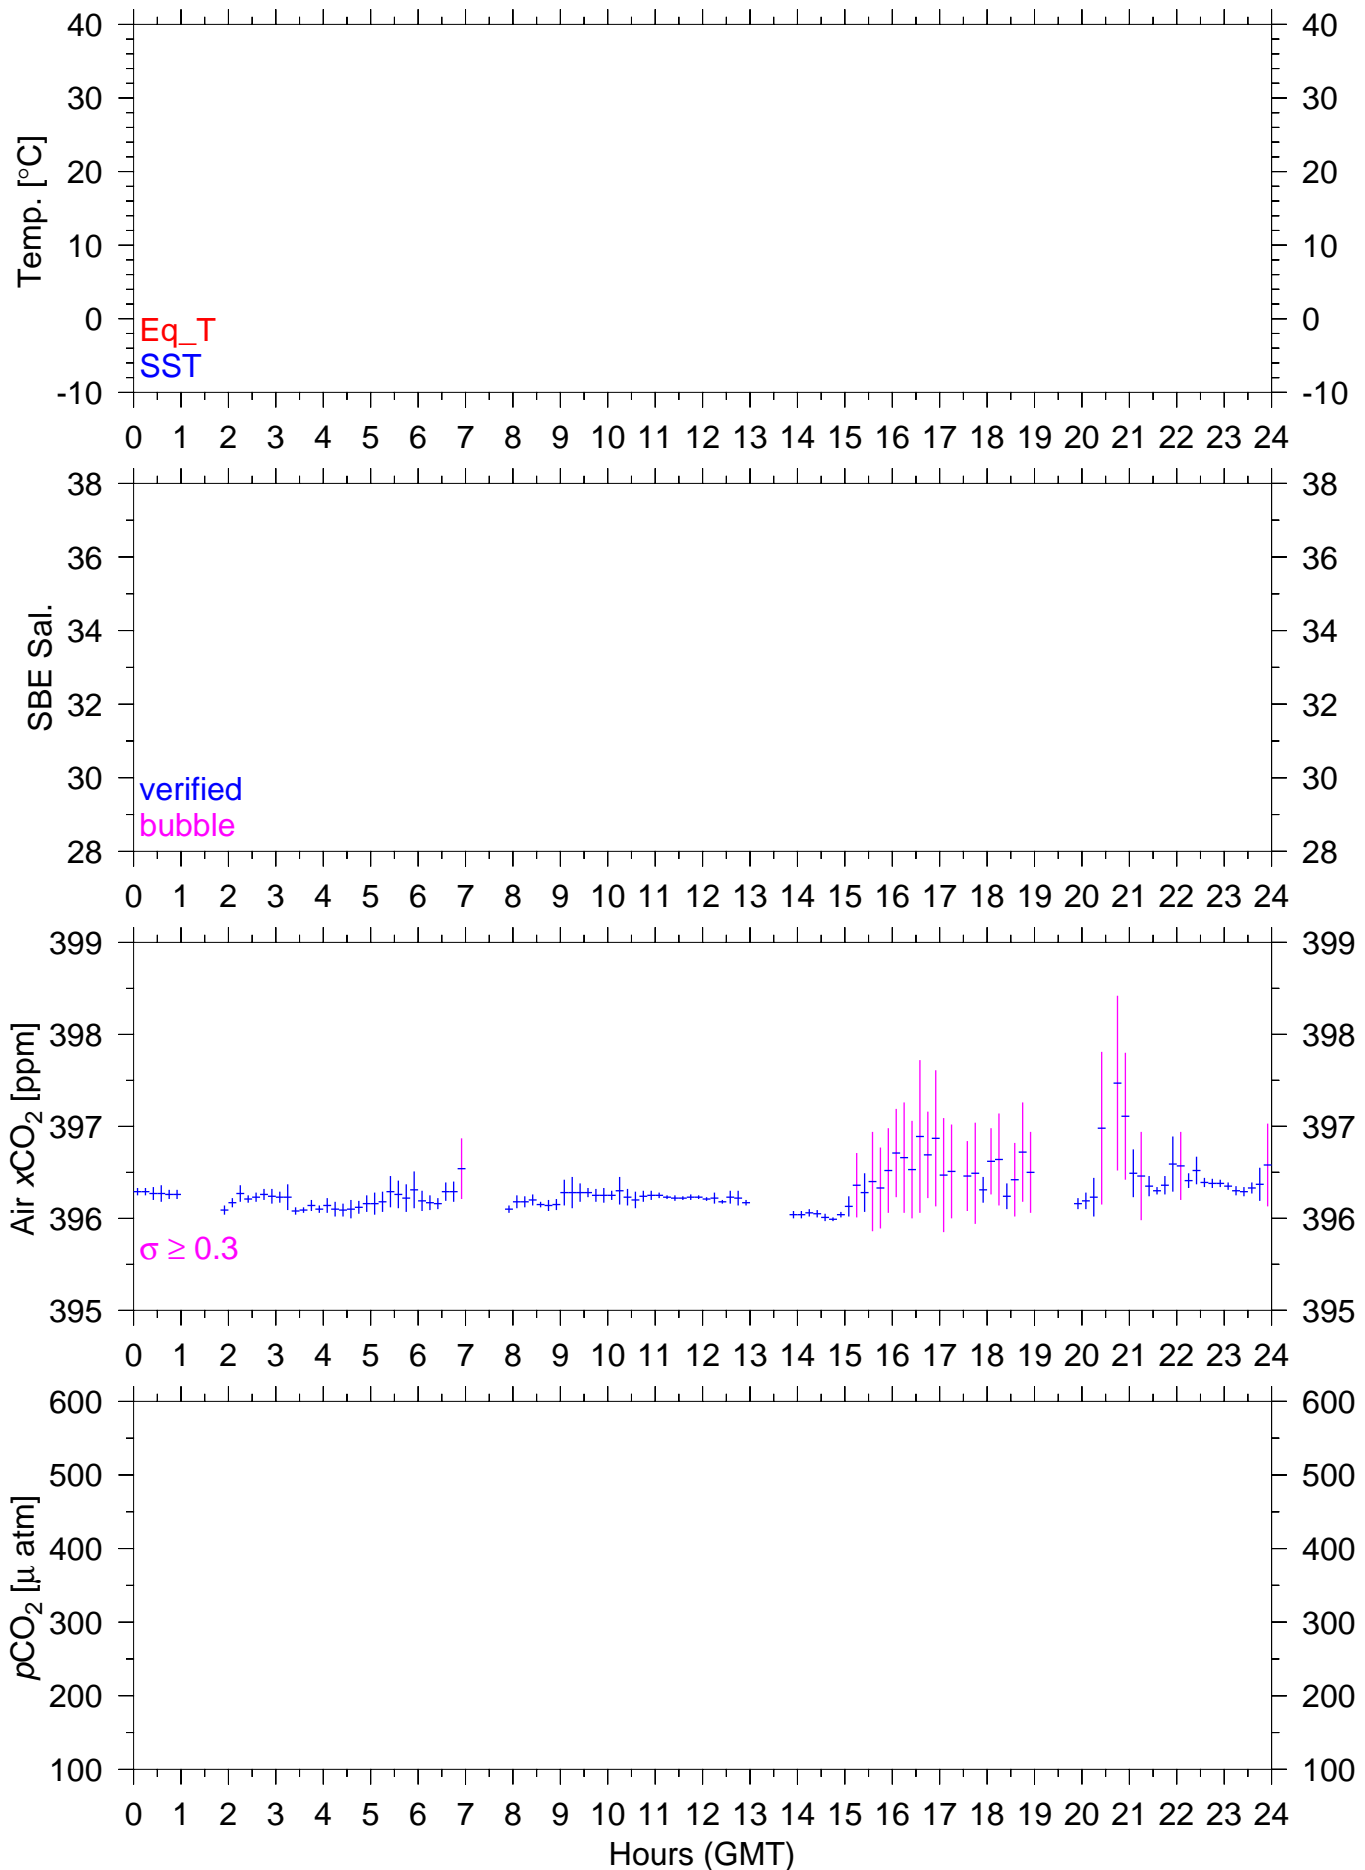 40 40
30 30
20 20
10 10
0 0
-10 -10
Temp. [°C]
Eq_T
SST
0 1 2 3 4 5 6 7 8 9 10 11 12 13 14 15 16 17 18 19 20 21 22 23 24
38 38
36 36
34 34
32 32
30 30
28 28
SBE Sal.
verified
bubble
0 1 2 3 4 5 6 7 8 9 10 11 12 13 14 15 16 17 18 19 20 21 22 23 24
399 399
398 398
397 397
396 396
395 395
Air xCO₂ [ppm]
σ ≥ 0.3
0 1 2 3 4 5 6 7 8 9 10 11 12 13 14 15 16 17 18 19 20 21 22 23 24
600 600
500 500
400 400
300 300
200 200
100 100
pCO₂ [μ atm]
0 1 2 3 4 5 6 7 8 9 10 11 12 13 14 15 16 17 18 19 20 21 22 23 24
Hours (GMT)